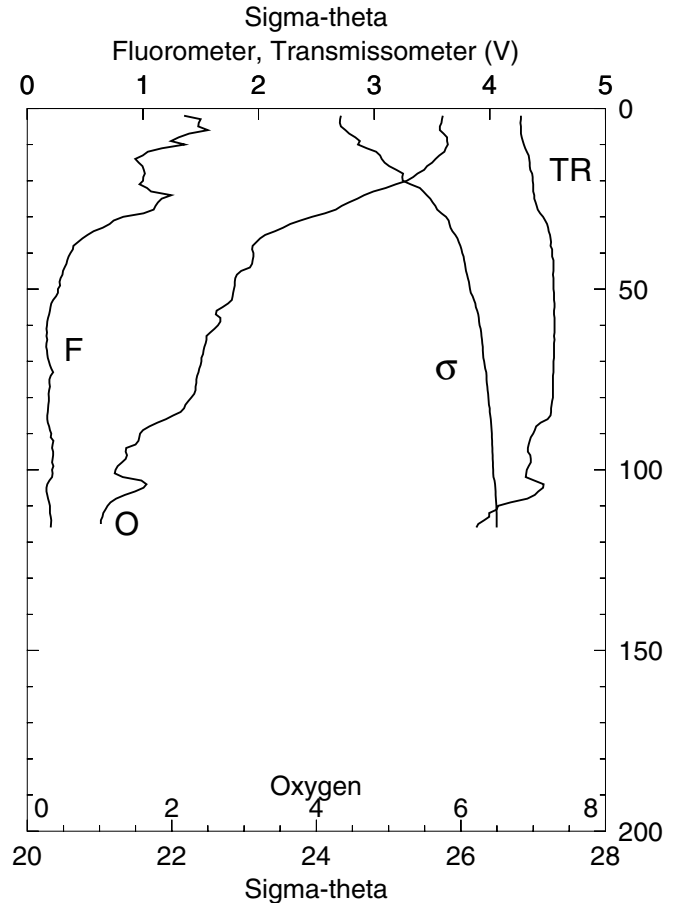 Sigma-theta
Fluorometer, Transmissometer (V)
0 1 2 3 4 5
0
TR
50
F
σ
100
O
150
Oxygen
0 2 4 6 8
200
20 22 24 26 28
Sigma-theta